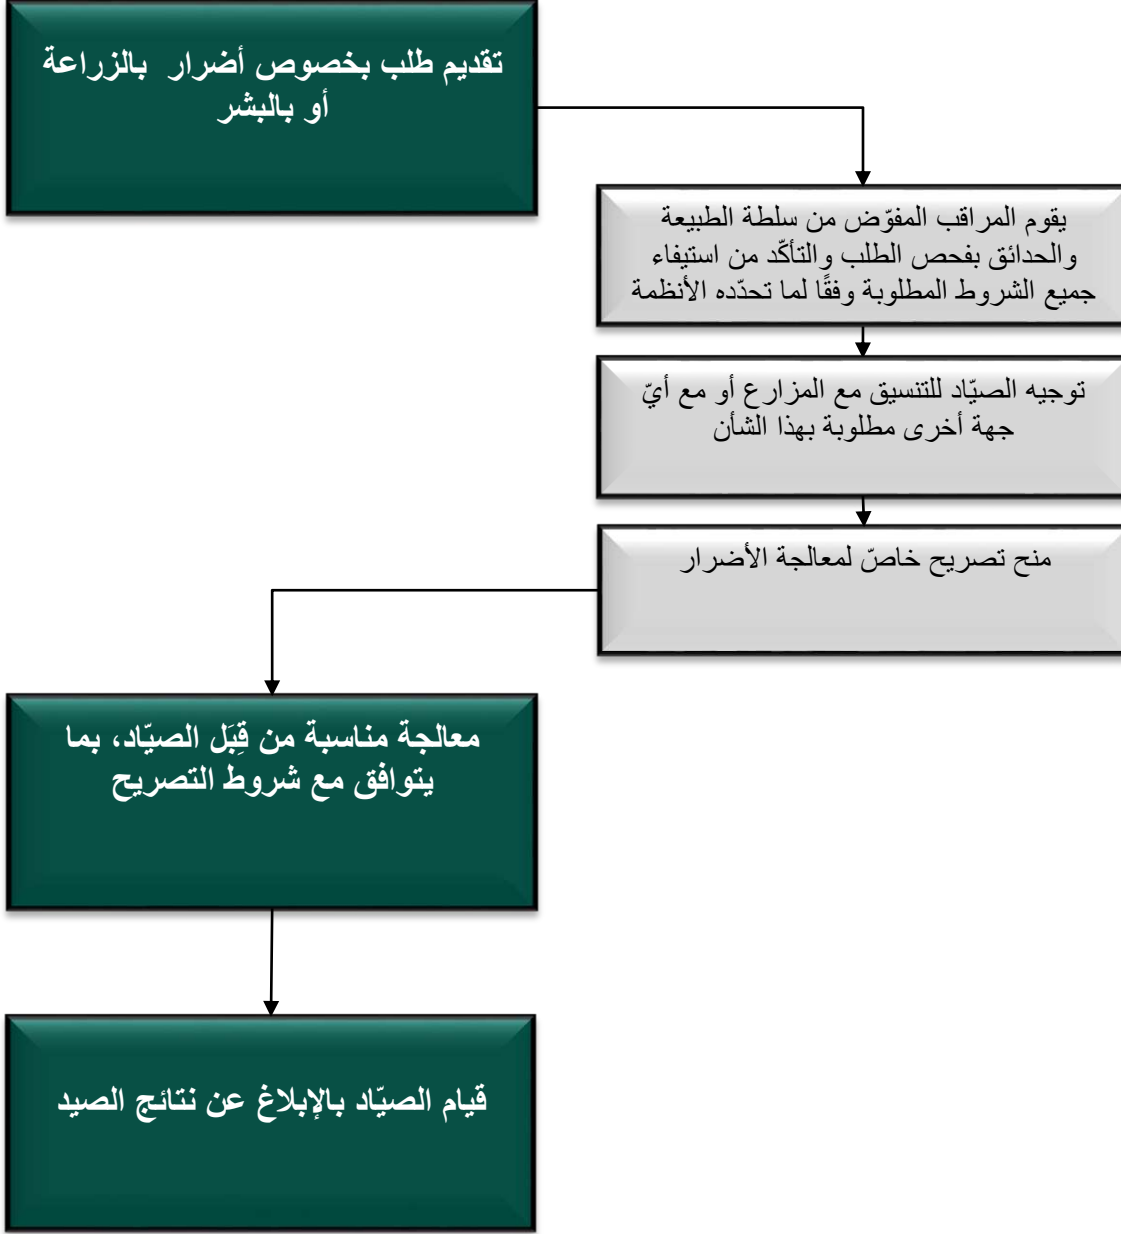 تقديم طلب بخصوص أضرار بالزراعة
أو بالبشر
يقوم المراقب المفوّض من سلطة الطبيعة
والحدائق بفحص الطلب والتأكّد من استيفاء
جميع الشروط المطلوبة وفقًا لما تحدّده الأنظمة
توجيه الصيّاد للتنسيق مع المزارع أو مع أيّ
جهة أخرى مطلوبة بهذا الشأن
منح تصريح خاصّ لمعالجة الأضرار
معالجة مناسبة من قِبَل الصيّاد، بما
يتوافق مع شروط التصريح
قيام الصيّاد بالإبلاغ عن نتائج الصيد